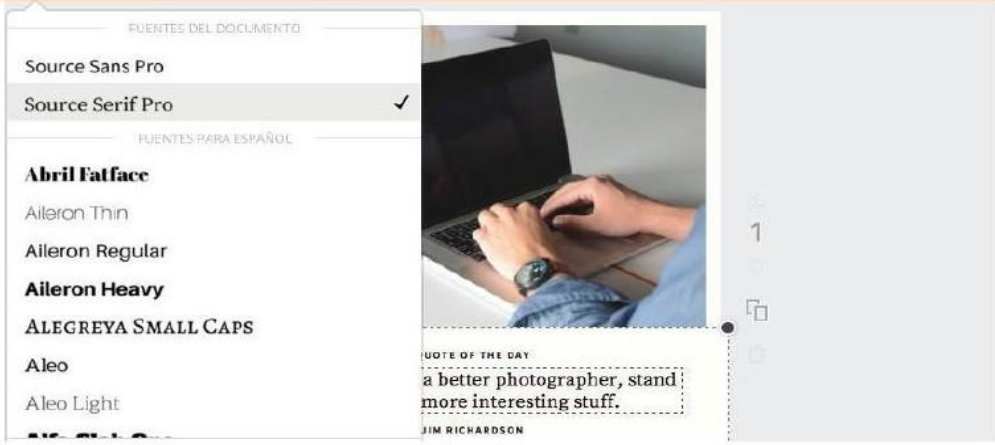 FUENTES DEL DOCUMENTO
Source Sans Pro
Source Serif Pro
FUENTES PARA ESPAÑOL
Abril Fatface
Aileron Thin
Aileron Regular
Aileron Heavy
ALEGREYA SMALL CAPS
Aleo
Aleo Light
1
UOTE OF THE DAY
a better photographer, stand
more interesting stuff.
JIM RICHARDSON